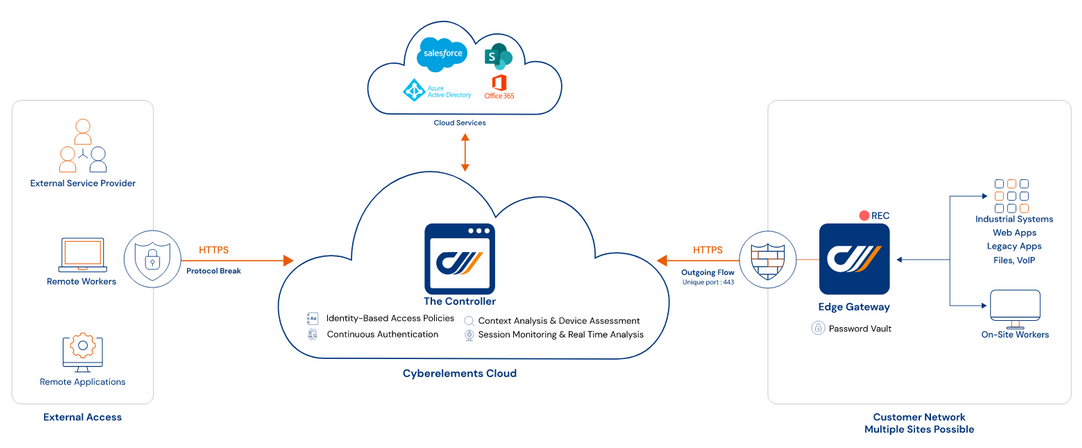 salesforce
S
Azure
Active Directory
Office 365
Cloud Services
External Service Provider
Remote Workers
Remote Applications
External Access
HTTPS
Protocol Break
The Controller
Aa
Identity-Based Access Policies
Continuous Authentication
Context Analysis & Device Assessment
Session Monitoring & Real Time Analysis
Cyberelements Cloud
HTTPS
Outgoing Flow
Unique port : 443
REC
Edge Gateway
Password Vault
Industrial Systems
Web Apps
Legacy Apps
Files, VoIP
On-Site Workers
Customer Network
Multiple Sites Possible